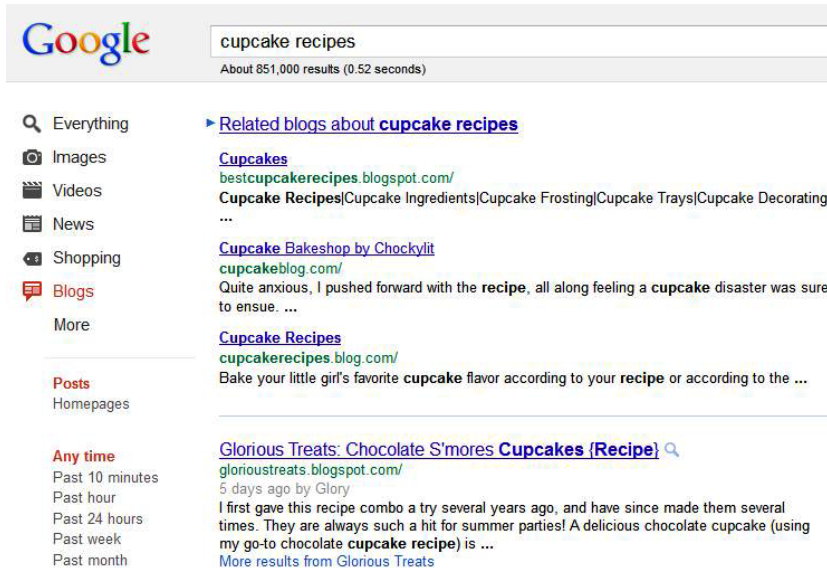 Google
cupcake recipes
About 851,000 results (0.52 seconds)
Everything
Images
Videos
News
Shopping
Blogs
More
Posts
Homepages
Any time
Past 10 minutes
Past hour
Past 24 hours
Past week
Past month
Related blogs about cupcake recipes
Cupcakes
bestcupcakerecipes.blogspot.com/
Cupcake Recipes|Cupcake Ingredients|Cupcake Frosting|Cupcake Trays|Cupcake Decorating
...
Cupcake Bakeshop by Chockylit
cupcakeblog.com/
Quite anxious, I pushed forward with the recipe, all along feeling a cupcake disaster was sure
to ensue. ...
Cupcake Recipes
cupcakerecipes.blog.com/
Bake your little girl's favorite cupcake flavor according to your recipe or according to the ...
Glorious Treats: Chocolate S'mores Cupcakes {Recipe}
glorioustreats.blogspot.com/
5 days ago by Glory
I first gave this recipe combo a try several years ago, and have since made them several
times. They are always such a hit for summer parties! A delicious chocolate cupcake (using
my go-to chocolate cupcake recipe) is ...
More results from Glorious Treats